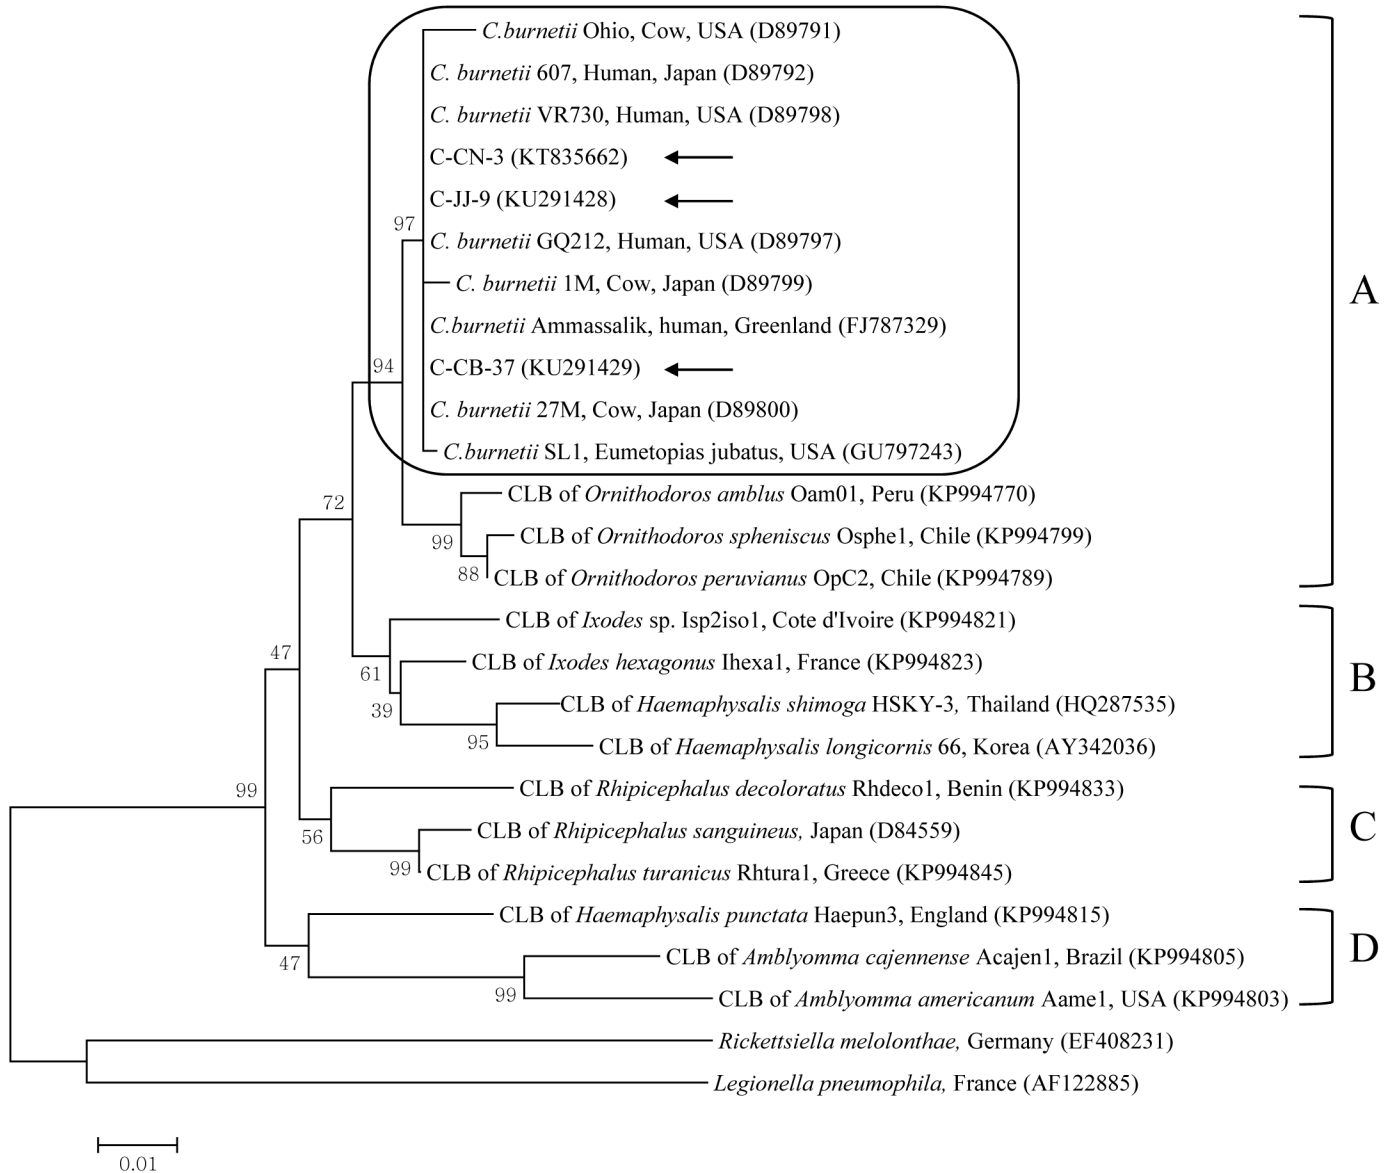 C.burnetii Ohio, Cow, USA (D89791)
C. burnetii 607, Human, Japan (D89792)
C. burnetii VR730, Human, USA (D89798)
C-CN-3 (KT835662)
C-JJ-9 (KU291428)
97
C. burnetii GQ212, Human, USA (D89797)
C. burnetii 1M, Cow, Japan (D89799)
A
C.burnetii Ammassalik, human, Greenland (FJ787329)
94
C-CB-37 (KU291429)
C. burnetii 27M, Cow, Japan (D89800)
C.burnetii SL1, Eumetopias jubatus, USA (GU797243)
CLB of Ornithodoros amblus Oam01, Peru (KP994770)
72
CLB of Ornithodoros spheniscus Osphe1, Chile (KP994799)
99
88
CLB of Ornithodoros peruvianus OpC2, Chile (KP994789)
CLB of Ixodes sp. Isp2iso1, Cote d'Ivoire (KP994821)
47
CLB of Ixodes hexagonus Ihexa1, France (KP994823)
61
B
39
CLB of Haemaphysalis shimoga HSKY-3, Thailand (HQ287535)
95
CLB of Haemaphysalis longicornis 66, Korea (AY342036)
99
CLB of Rhipicephalus decoloratus Rhdeco1, Benin (KP994833)
56
CLB of Rhipicephalus sanguineus, Japan (D84559)
C
99
CLB of Rhipicephalus turanicus Rhtura1, Greece (KP994845)
CLB of Haemaphysalis punctata Haepun3, England (KP994815)
D
47
CLB of Amblyomma cajennense Acajen1, Brazil (KP994805)
99
CLB of Amblyomma americanum Aame1, USA (KP994803)
Rickettsiella melolonthae, Germany (EF408231)
Legionella pneumophila, France (AF122885)
0.01